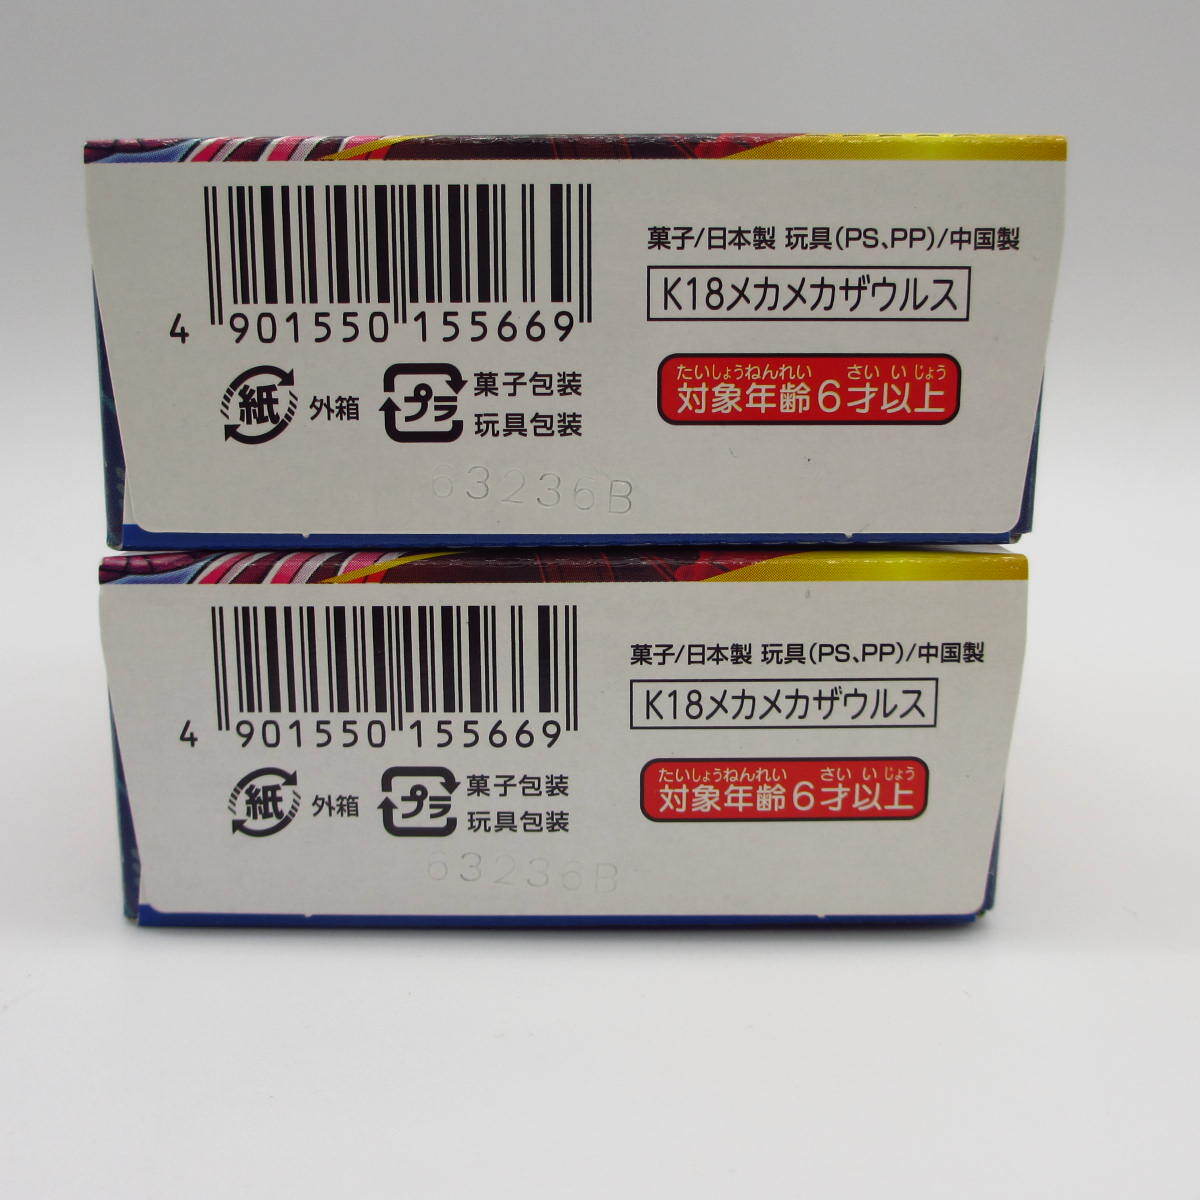 菓子/日本製 玩具(PS、PP)/中国製
K18メカメカザウルス
4 901550 155669
たいしょうねんれい さい いじょう
対象年齢6才以上
紙 外箱
プラ 菓子包装
玩具包装
63236B
菓子/日本製 玩具(PS、PP)/中国製
K18メカメカザウルス
4 901550 155669
たいしょうねんれい さい いじょう
対象年齢6才以上
紙 外箱
プラ 菓子包装
玩具包装
63236B